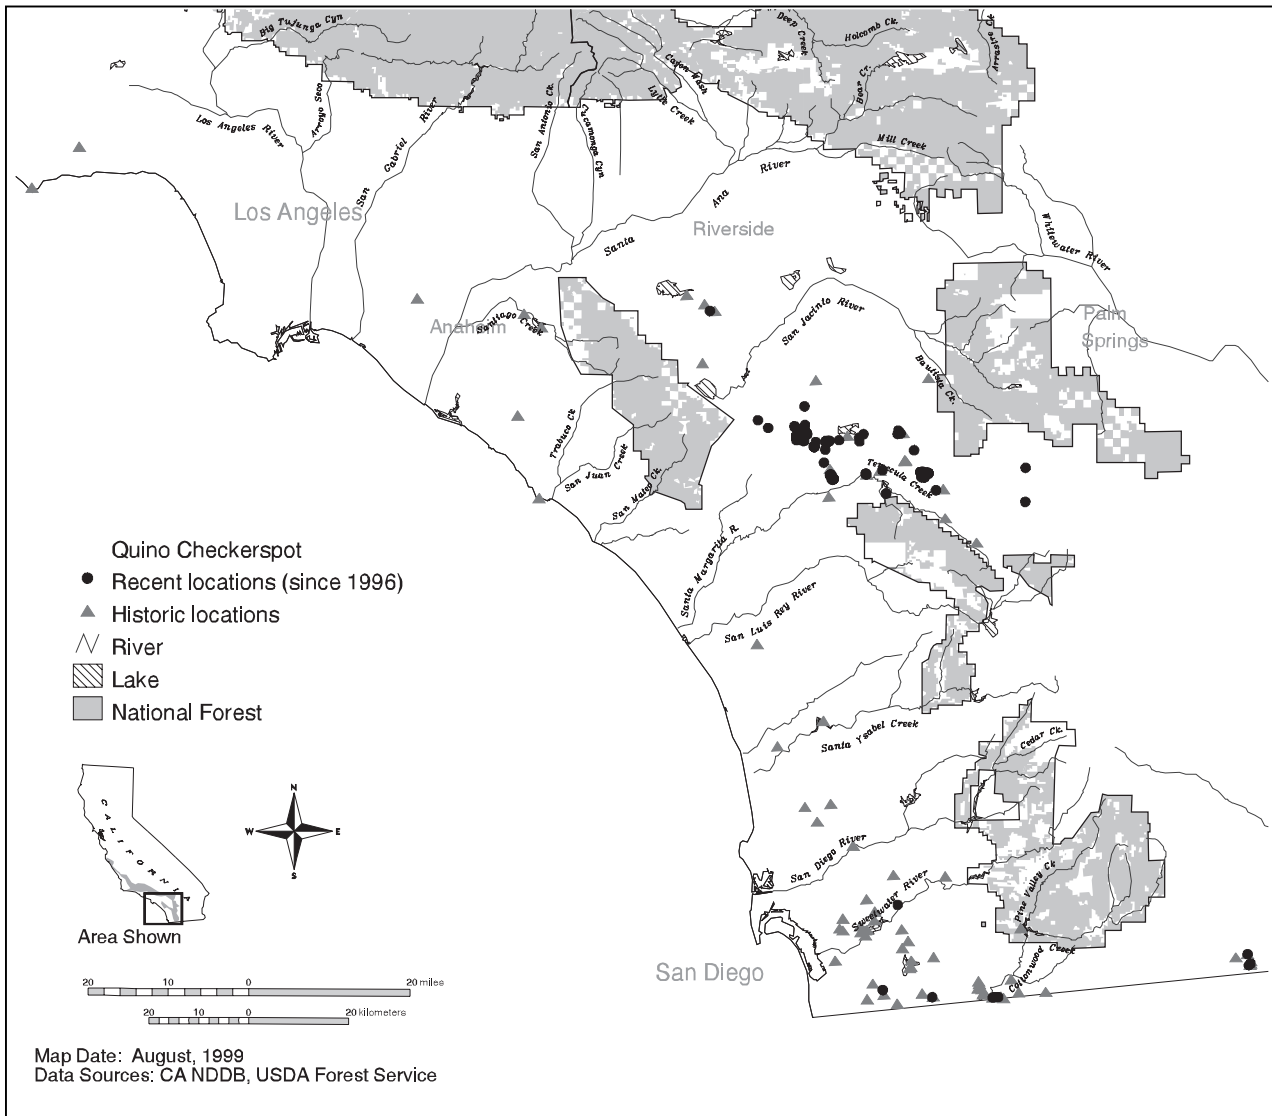 Big Tujunga Cyn
Deep Creek
Holcomb Ck.
Arrastre Ck
Cajon Wash
Bear Cr.
Lytle Creek
Los Angeles River
Arroyo Seco
San Gabriel River
San Antonio Ck.
Cucamonga Cyn
Mill Creek
Santa Ana River
Los Angeles
Riverside
Whitewater River
San Jacinto River
Anaheim
Santiago Creek
Palm
Springs
Bautista Ck.
Trabuco Ck
San Juan Creek
San Mateo Ck.
Temecula Creek
Santa Margarita R.
San Luis Rey River
Quino Checkerspot
Recent locations (since 1996)
Historic locations
River
Lake
National Forest
Santa Ysabel Creek
Cedar Ck.
CALIFORNIA
N
W E
S
Area Shown
San Diego River
Pine Valley Ck
Sweetwater River
Cottonwood Creek
San Diego
20 10 0 20 miles
20 10 0 20 kilometers
Map Date: August, 1999
Data Sources: CA NDDB, USDA Forest Service